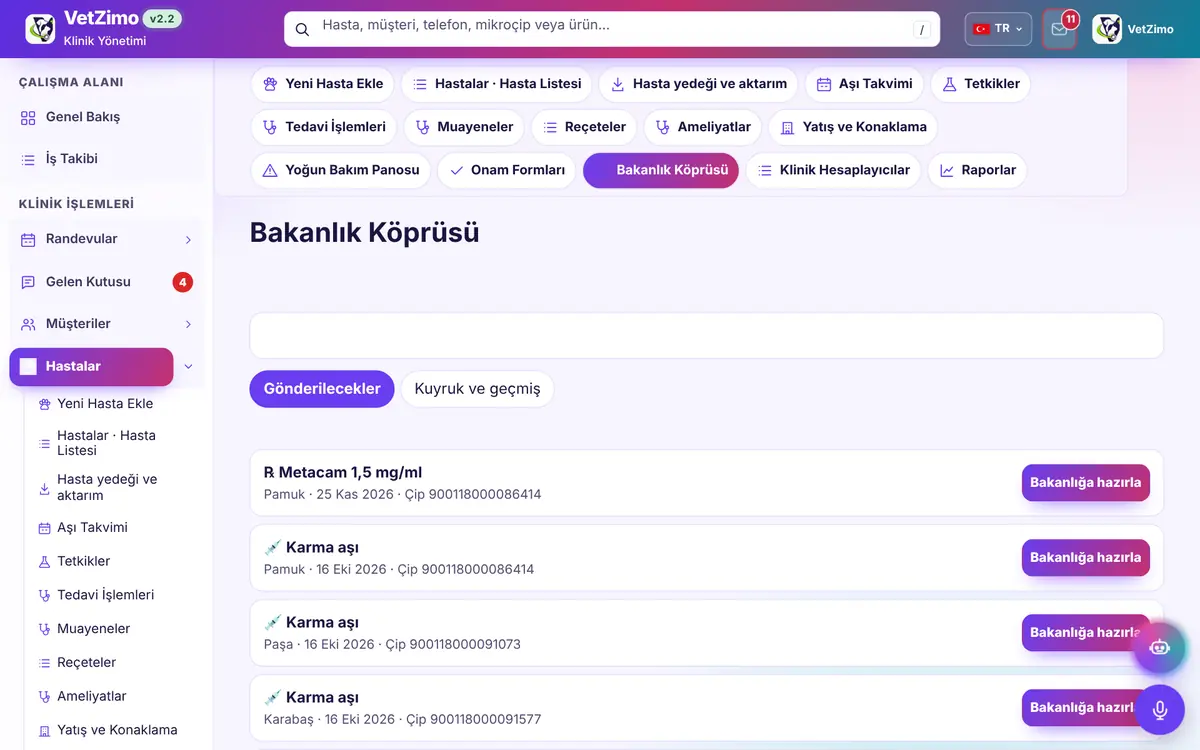 VetZimo v2.2
Klinik Yönetimi
Hasta, müşteri, telefon, mikroçip veya ürün...
/
TR
11
VetZimo
ÇALIŞMA ALANI
Genel Bakış
İş Takibi
KLİNİK İŞLEMLERİ
Randevular
Gelen Kutusu
4
Müşteriler
Hastalar
Yeni Hasta Ekle
Hastalar · Hasta
Listesi
Hasta yedeği ve
aktarım
Aşı Takvimi
Tetkikler
Tedavi İşlemleri
Muayeneler
Reçeteler
Ameliyatlar
Yatış ve Konaklama
Yeni Hasta Ekle
Hastalar · Hasta Listesi
Hasta yedeği ve aktarım
Aşı Takvimi
Tetkikler
Tedavi İşlemleri
Muayeneler
Reçeteler
Ameliyatlar
Yatış ve Konaklama
Yoğun Bakım Panosu
Onam Formları
Bakanlık Köprüsü
Klinik Hesaplayıcılar
Raporlar
Bakanlık Köprüsü
Gönderilecekler
Kuyruk ve geçmiş
℞ Metacam 1,5 mg/ml
Pamuk · 25 Kas 2026 · Çip 900118000086414
Bakanlığa hazırla
Karma aşı
Pamuk · 16 Eki 2026 · Çip 900118000086414
Bakanlığa hazırla
Karma aşı
Paşa · 16 Eki 2026 · Çip 900118000091073
Bakanlığa hazırla
Karma aşı
Karabaş · 16 Eki 2026 · Çip 900118000091577
Bakanlığa hazırl